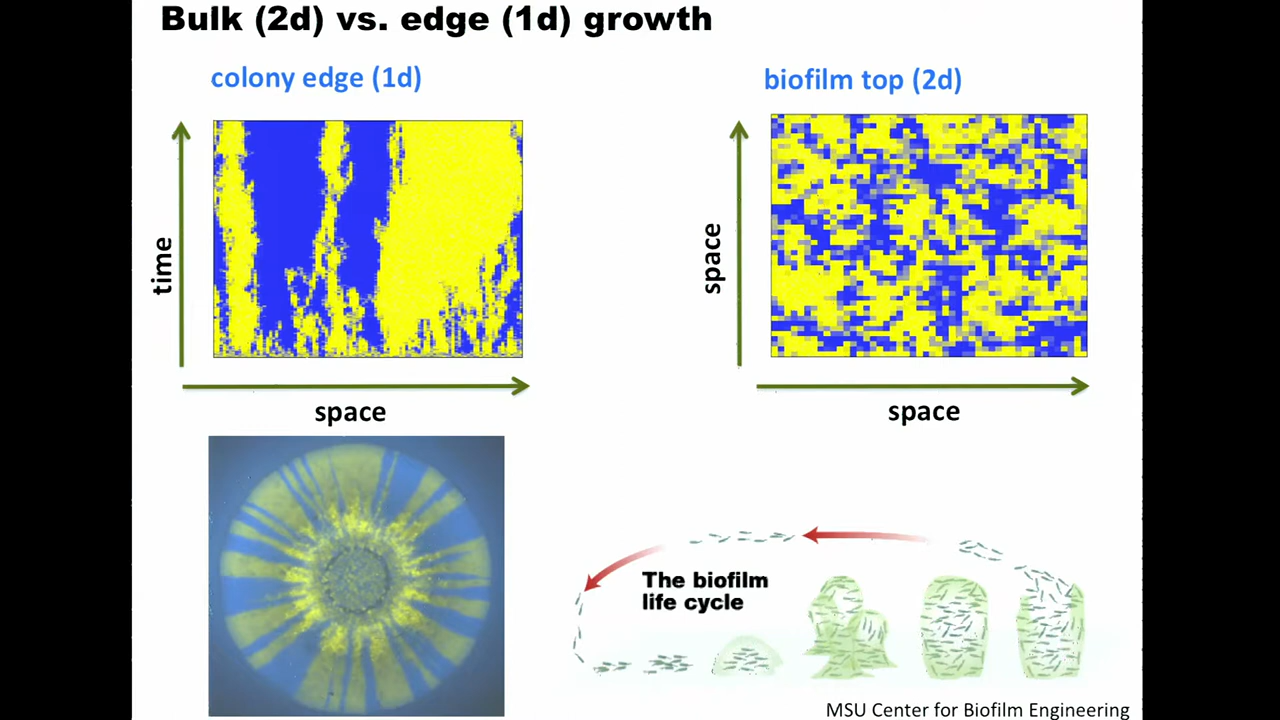 Bulk (2d) vs. edge (1d) growth
colony edge (1d)
biofilm top (2d)
time
space
space
space
The biofilm
life cycle
MSU Center for Biofilm Engineering